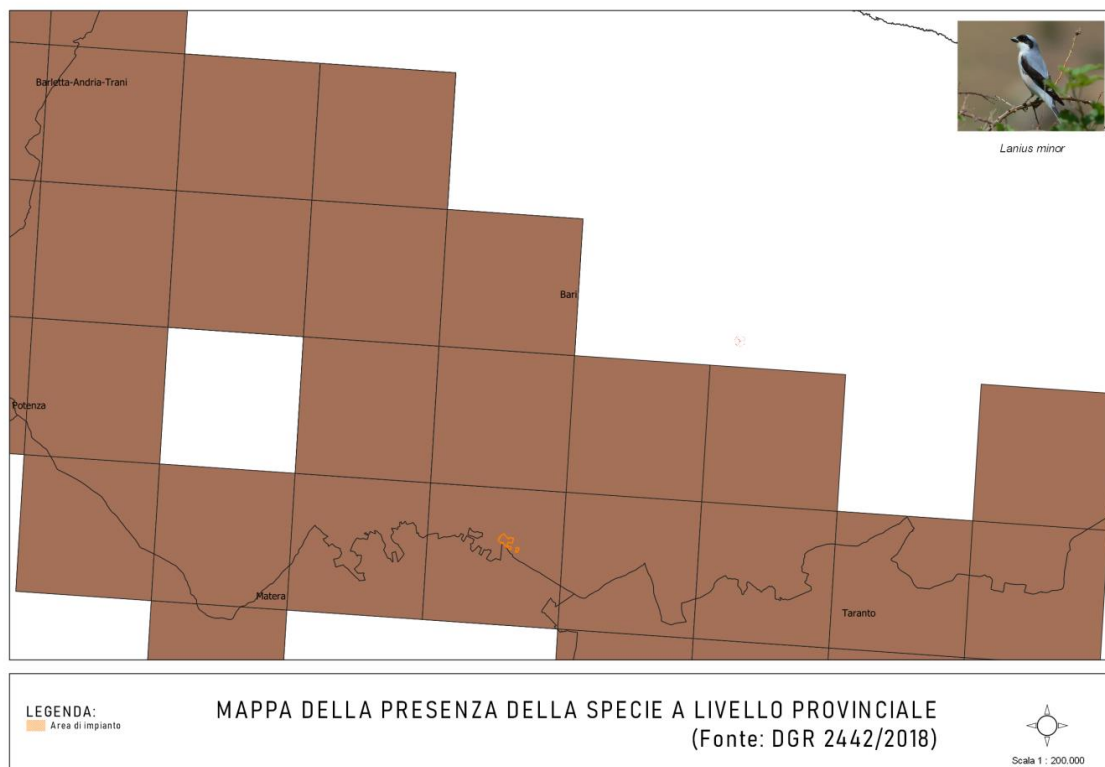 Barletta-Andria-Trani
Lanius minor
Bari
Potenza
Matera
Taranto
LEGENDA:
Area di impianto
MAPPA DELLA PRESENZA DELLA SPECIE A LIVELLO PROVINCIALE
(Fonte: DGR 2442/2018)
Scala 1 : 200.000